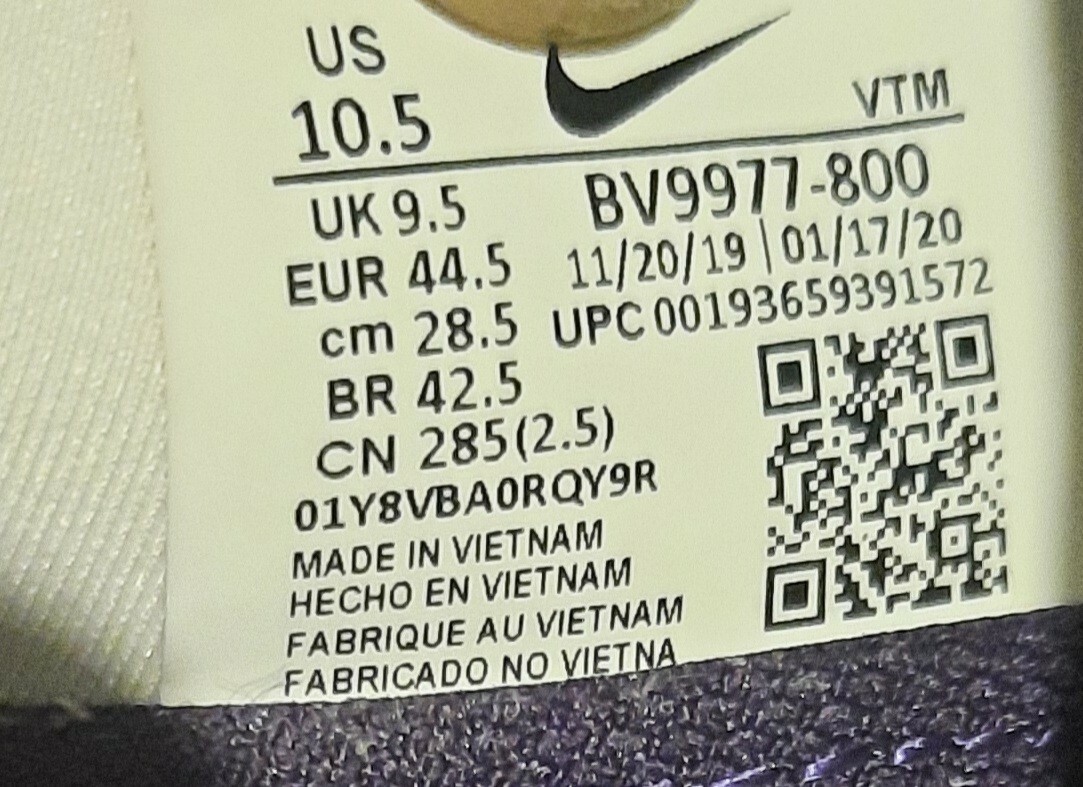 US
10.5
VTM
UK 9.5
BV9977-800
EUR 44.5
11/20/19 | 01/17/20
cm 28.5
UPC 00193659391572
BR 42.5
CN 285(2.5)
01Y8VBA0RQY9R
MADE IN VIETNAM
HECHO EN VIETNAM
FABRIQUE AU VIETNAM
FABRICADO NO VIETNA